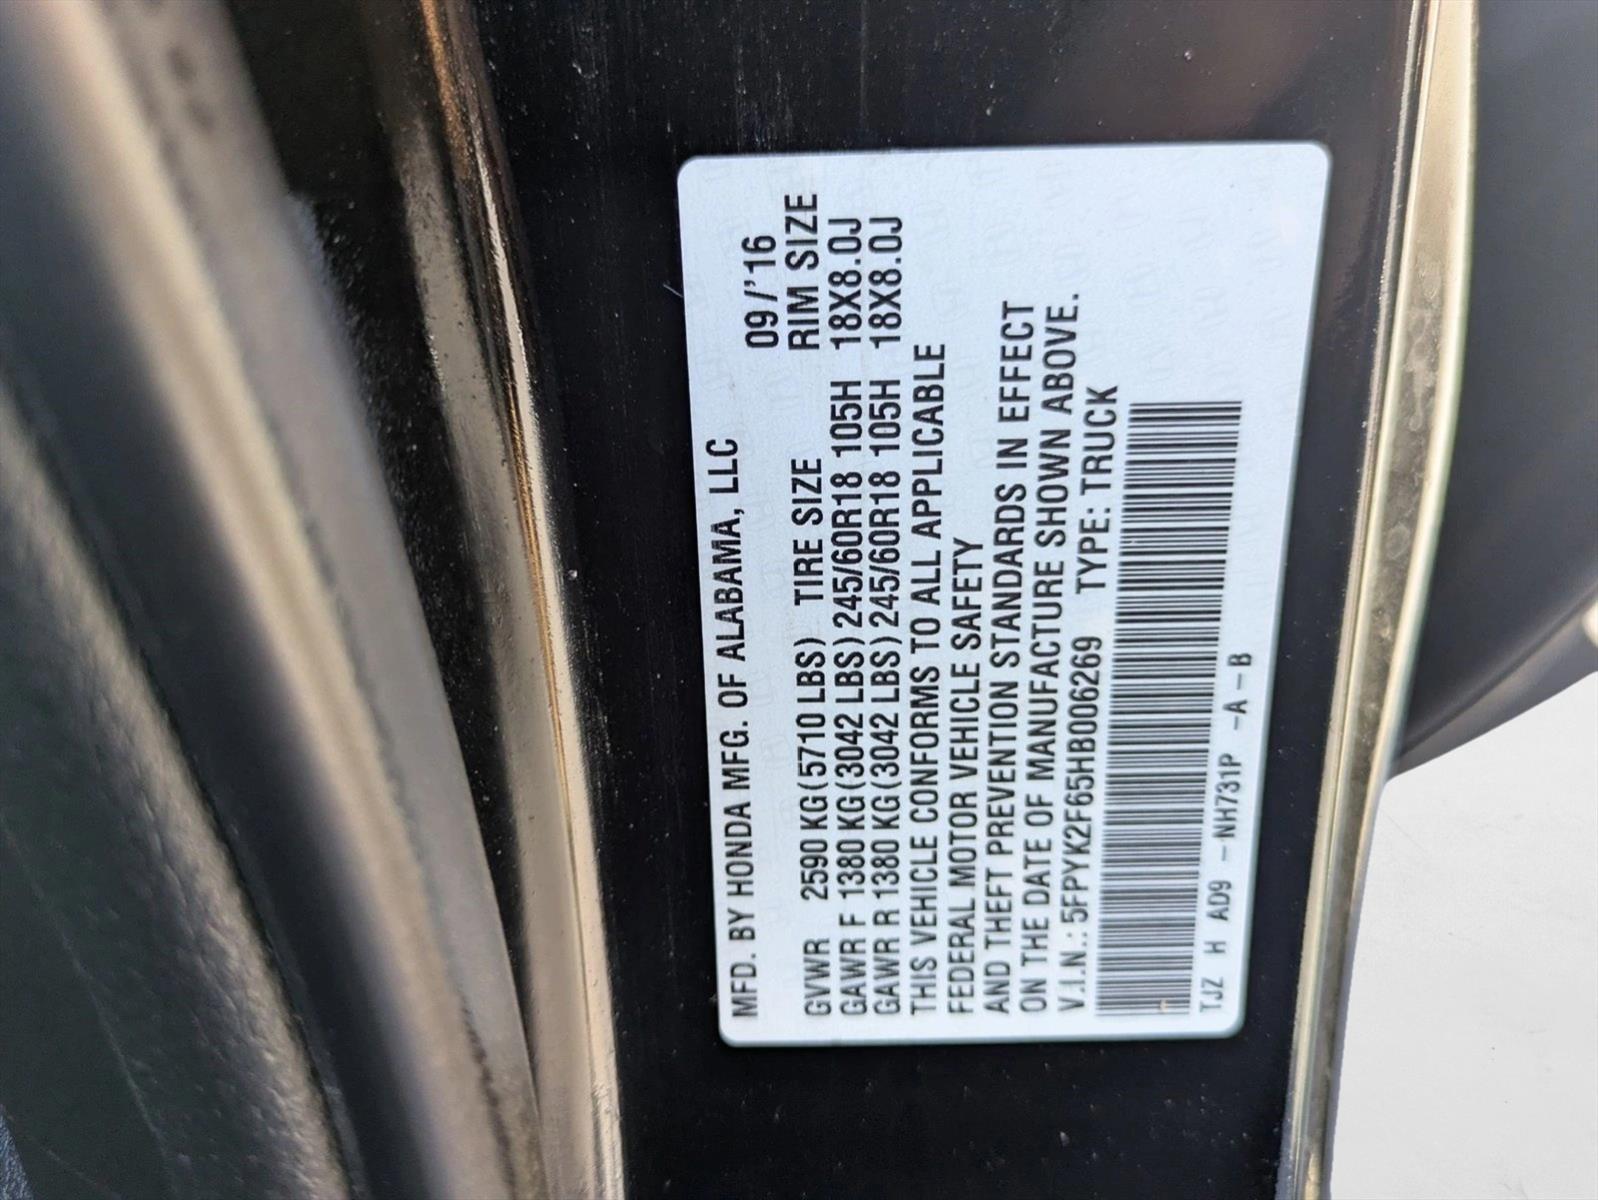 MFD. BY HONDA MFG. OF ALABAMA, LLC 09/'16
GVWR 2590 KG(5710 LBS) TIRE SIZE RIM SIZE
GAWR F 1380 KG(3042 LBS) 245/60R18 105H 18X8.0J
GAWR R 1380 KG(3042 LBS) 245/60R18 105H 18X8.0J
THIS VEHICLE CONFORMS TO ALL APPLICABLE
FEDERAL MOTOR VEHICLE SAFETY
AND THEFT PREVENTION STANDARDS IN EFFECT
ON THE DATE OF MANUFACTURE SHOWN ABOVE.
V.I.N.: 5FPYK2F65HB006269 TYPE: TRUCK
TJZ H AD9 -NH731P -A-B